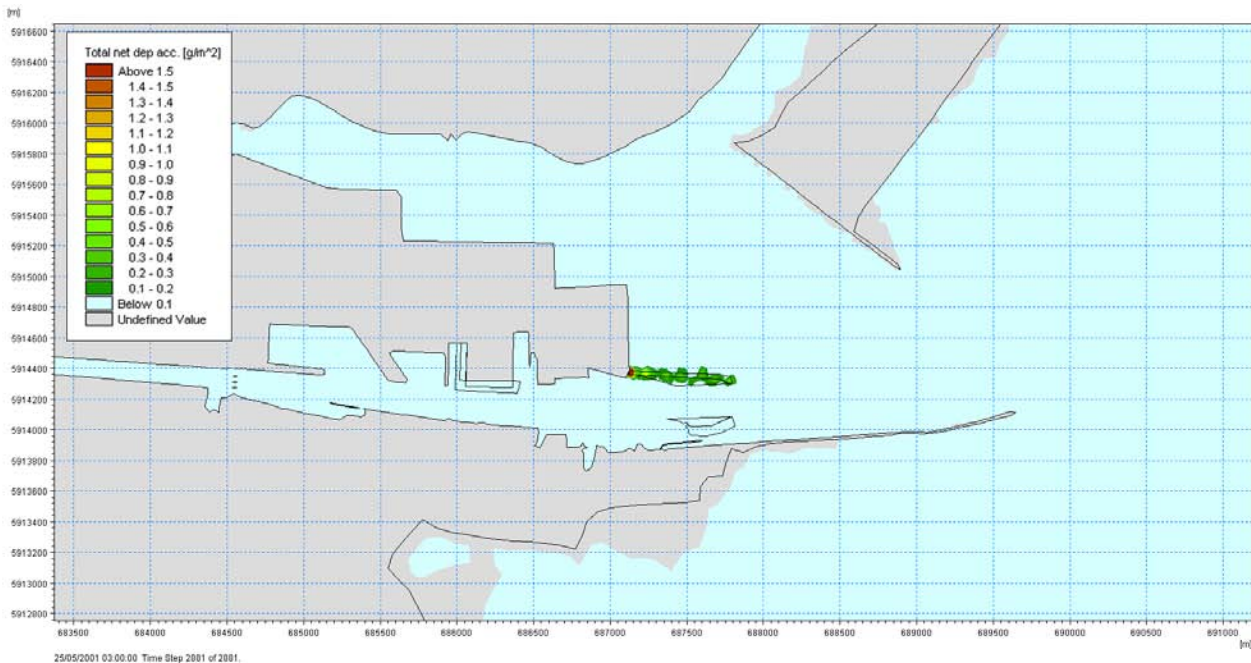 [m]
5916600
5916400
5916200
5916000
5915800
5915600
5915400
5915200
5915000
5914800
5914600
5914400
5914200
5914000
5913800
5913600
5913400
5913200
5913000
5912800
Total net dep acc. [g/m^2]
Above 1.5
1.4 - 1.5
1.3 - 1.4
1.2 - 1.3
1.1 - 1.2
1.0 - 1.1
0.9 - 1.0
0.8 - 0.9
0.7 - 0.8
0.6 - 0.7
0.5 - 0.6
0.4 - 0.5
0.3 - 0.4
0.2 - 0.3
0.1 - 0.2
Below 0.1
Undefined Value
683500 684000 684500 685000 685500 686000 686500 687000 687500 688000 688500 689000 689500 690000 690500 691000
[m]
25/05/2001 03:00:00 Time Step 2881 of 2881.